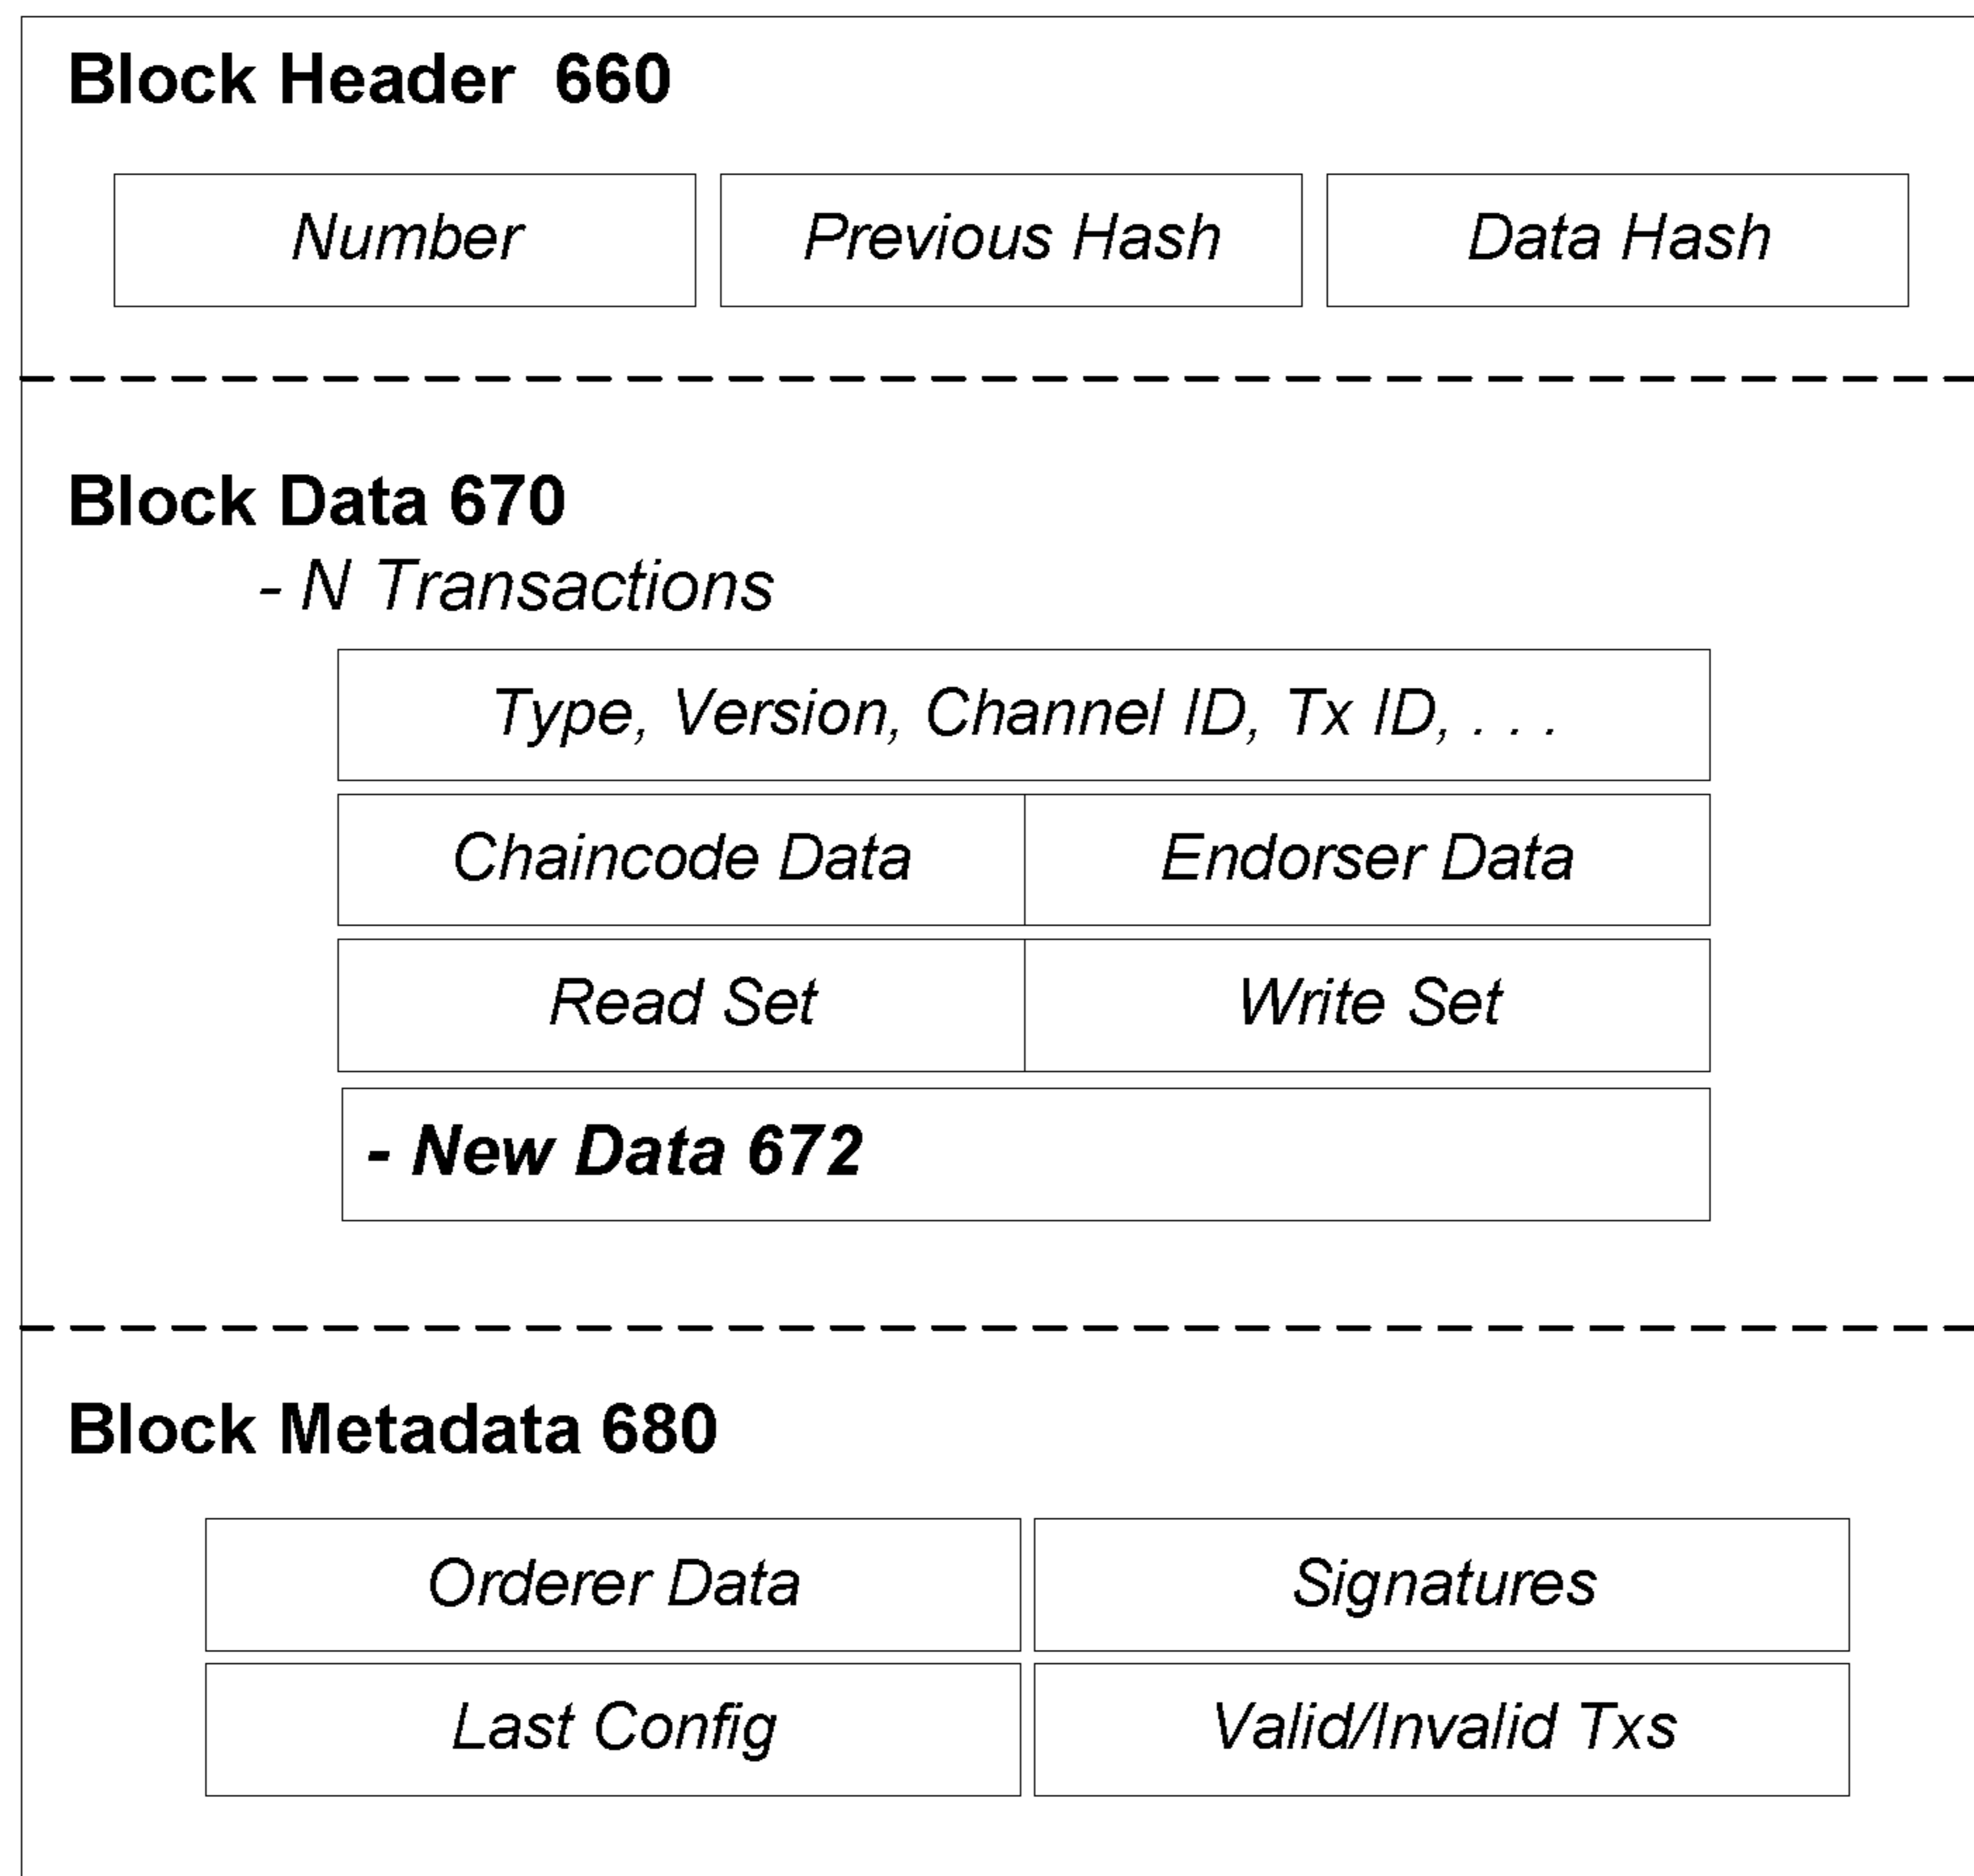 Block Header 660
Number Previous Hash Data Hash
Block Data 670
- N Transactions
Type, Version, Channel ID, Tx ID, . . .
Chaincode Data Endorser Data
Read Set Write Set
- New Data 672
Block Metadata 680
Orderer Data Signatures
Last Config Valid/Invalid Txs